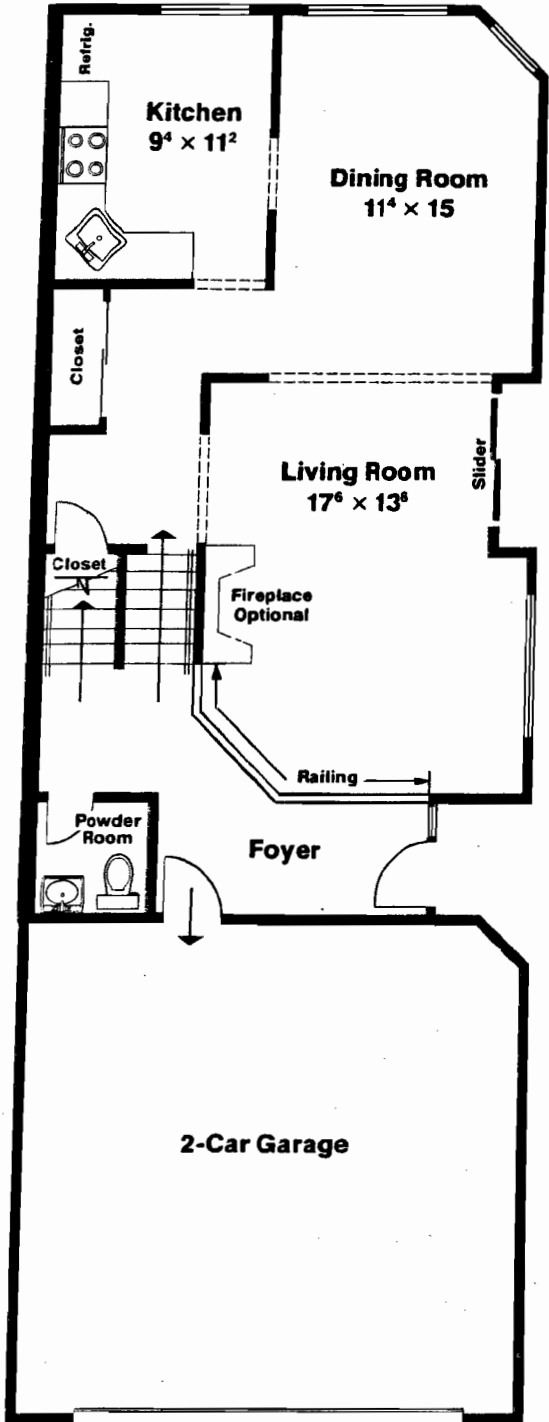 Refrig.
Kitchen
9⁴ × 11²
Dining Room
11⁴ × 15
Closet
Living Room
17⁶ × 13⁶
Slider
Closet
Fireplace
Optional
Railing
Powder
Room
Foyer
2-Car Garage